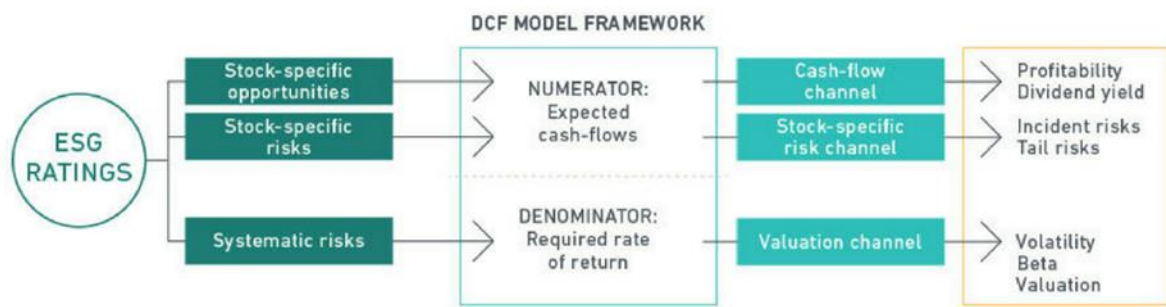 DCF MODEL FRAMEWORK
ESG
RATINGS
Stock-specific
opportunities
Stock-specific
risks
Systematic risks
NUMERATOR:
Expected
cash-flows
DENOMINATOR:
Required rate
of return
Cash-flow
channel
Stock-specific
risk channel
Valuation channel
Profitability
Dividend yield
Incident risks
Tail risks
Volatility
Beta
Valuation